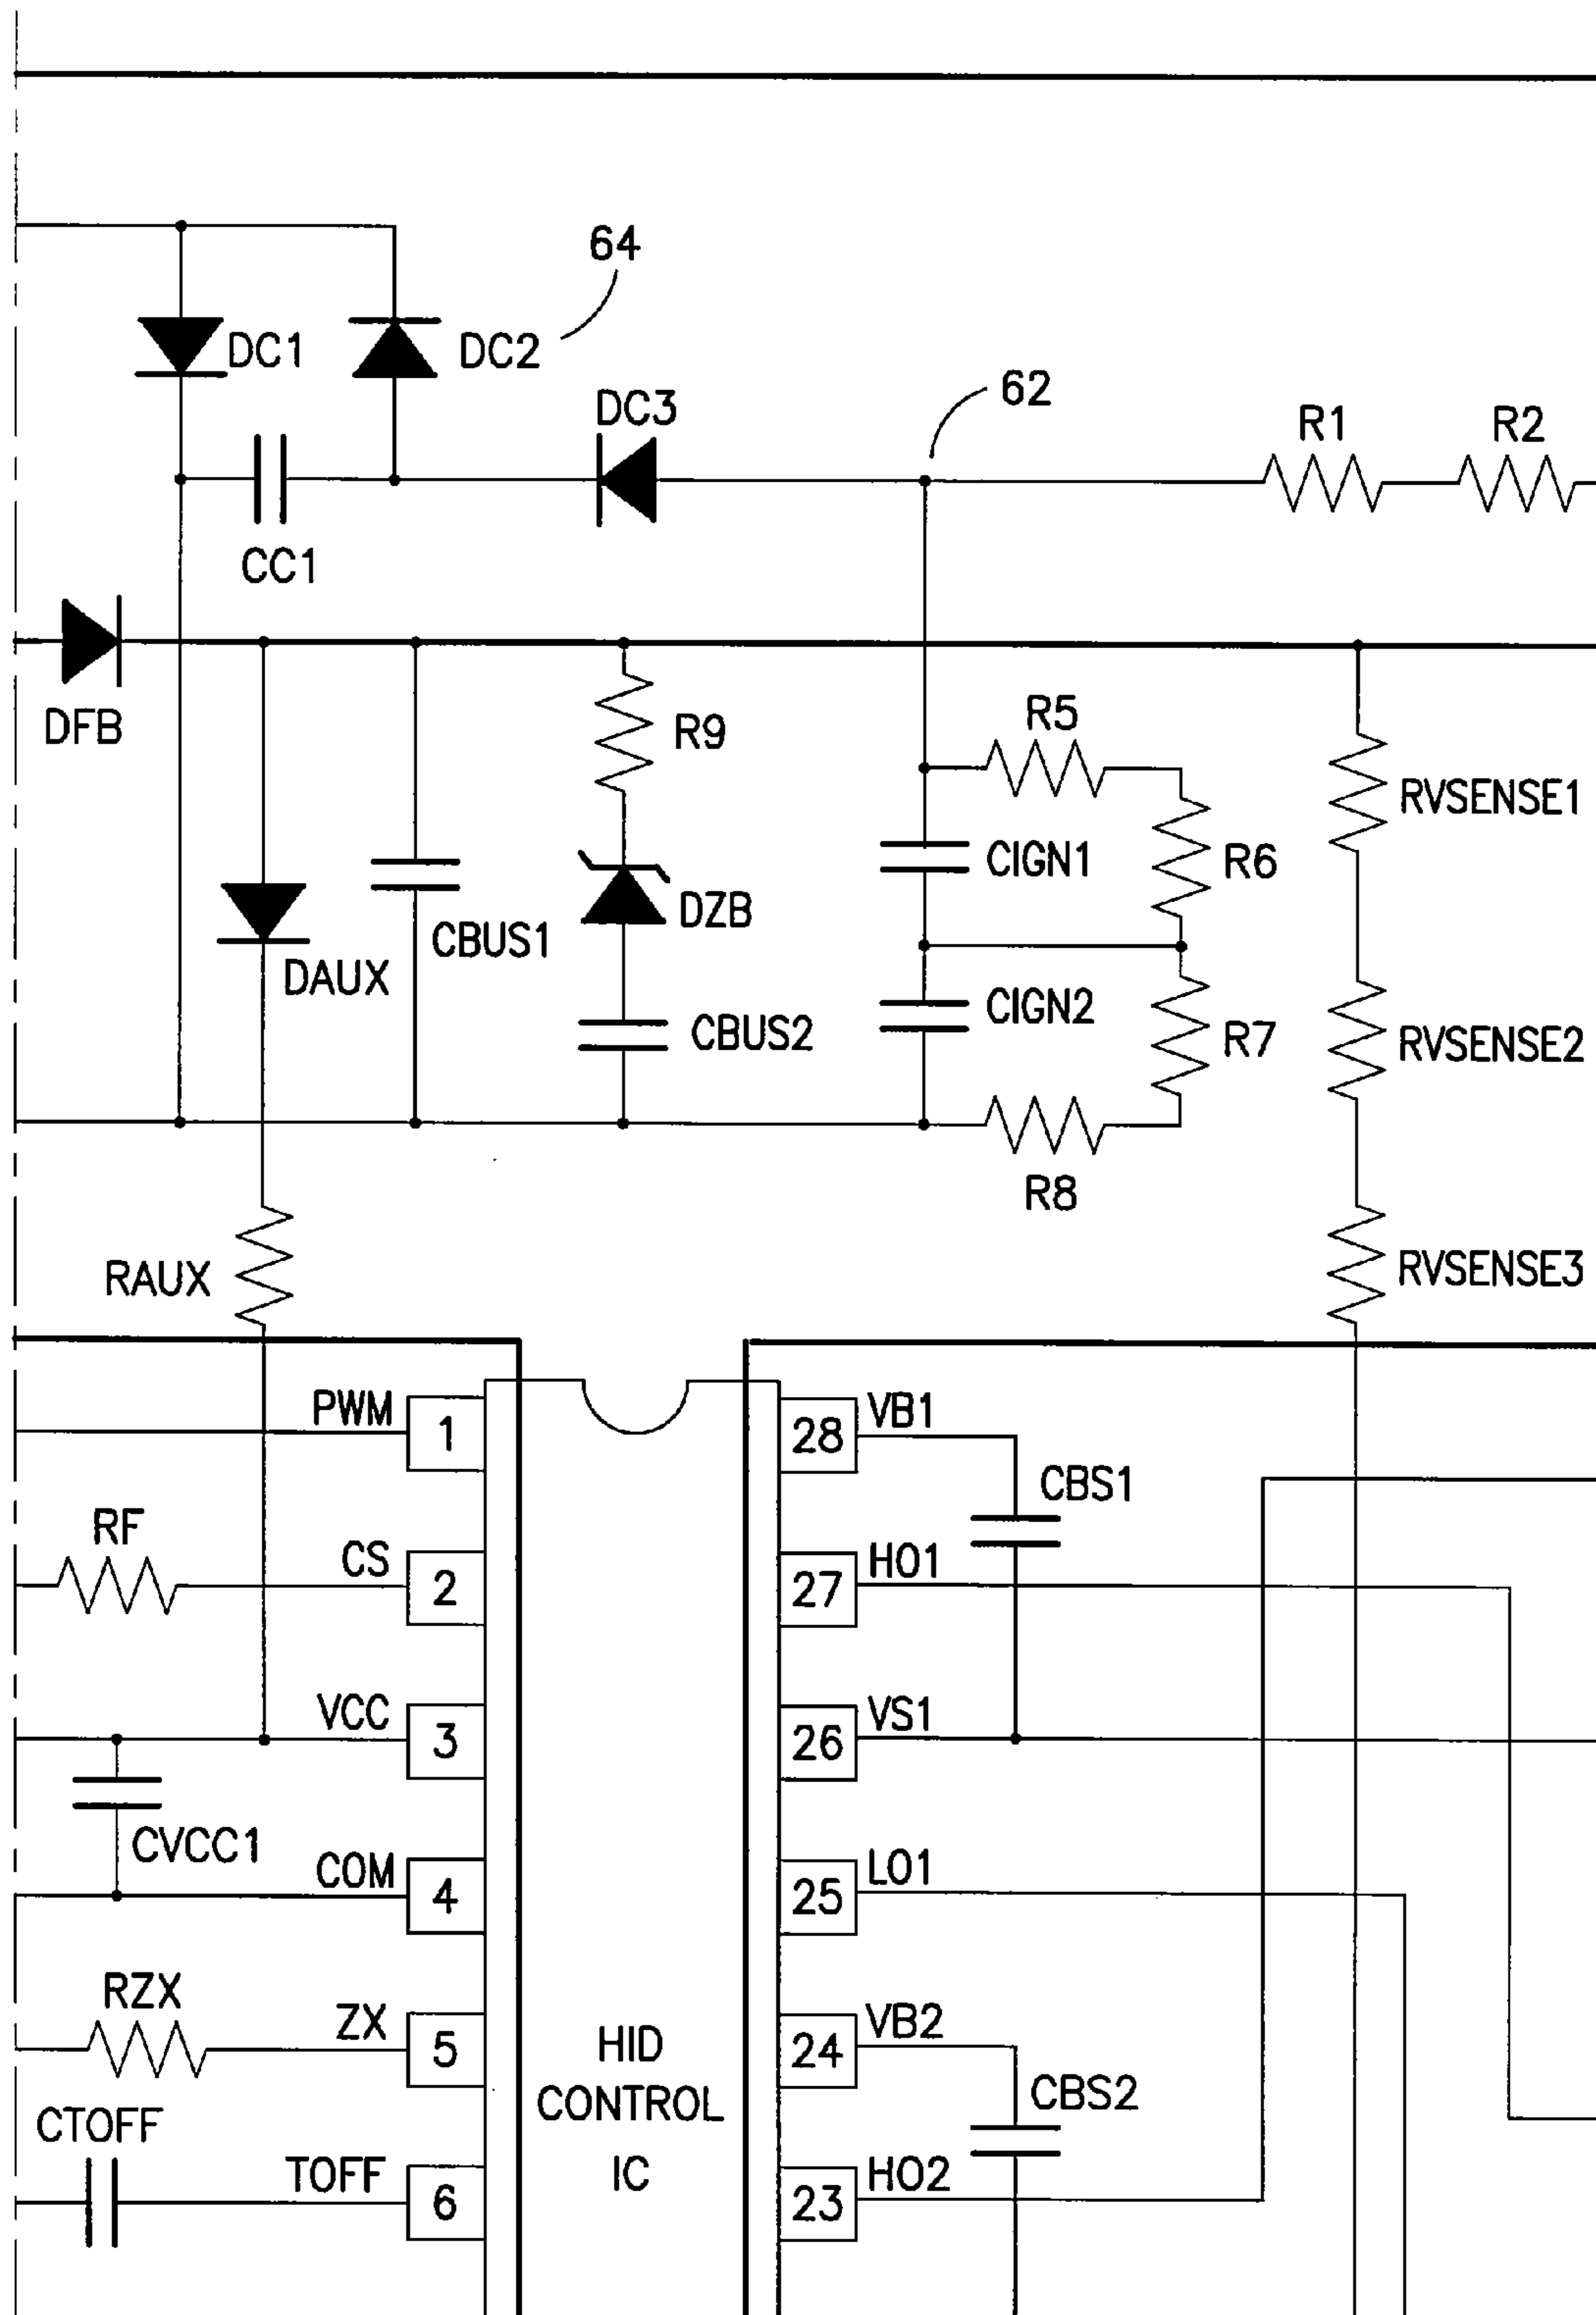 64
DC1
DC2
62
DC3
R1
R2
CC1
DFB
R9
R5
RVSENSE1
CIGN1
R6
DZB
CBUS1
DAUX
CIGN2
CBUS2
R7
RVSENSE2
R8
RAUX
RVSENSE3
PWM
1
28
VB1
CBS1
RF
CS
2
27
HO1
VCC
3
26
VS1
CVCC1
COM
4
25
LO1
RZX
ZX
5
24
VB2
HID
CONTROL
IC
CBS2
CTOFF
TOFF
6
23
HO2